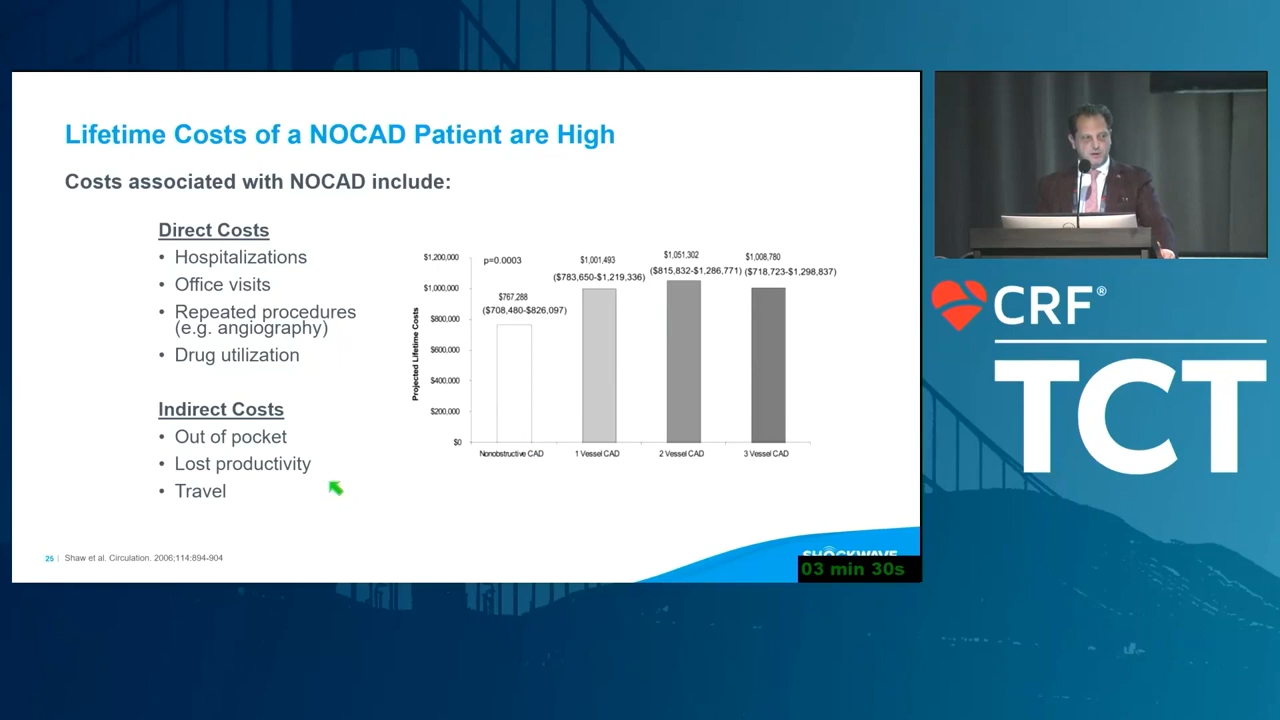 Lifetime Costs of a NOCAD Patient are High
Costs associated with NOCAD include:
Direct Costs
• Hospitalizations
• Office visits
• Repeated procedures
(e.g. angiography)
• Drug utilization
Indirect Costs
• Out of pocket
• Lost productivity
• Travel
Projected Lifetime Costs
$1,200,000
$1,000,000
$800,000
$600,000
$400,000
$200,000
$0
p=0.0003
$767,288
($708,480-$826,097)
$1,001,493
($783,650-$1,219,336)
$1,051,302
($815,832-$1,286,771)
$1,008,780
($718,723-$1,298,837)
Nonobstructive CAD
1 Vessel CAD
2 Vessel CAD
3 Vessel CAD
25 | Shaw et al. Circulation. 2006;114:894-904
SHOCKWAVE
03 min 30s
CRF®
TCT